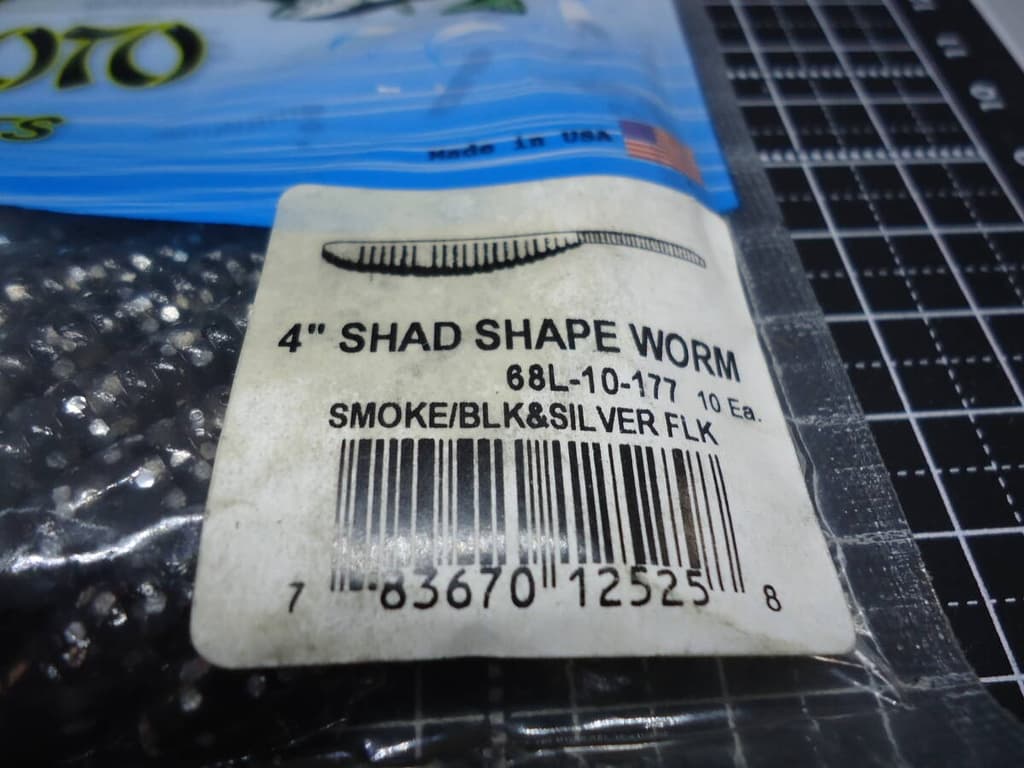 Made in USA
4" SHAD SHAPE WORM
68L-10-177 10 Ea.
SMOKE/BLK&SILVER FLK
7 83670 12525 8